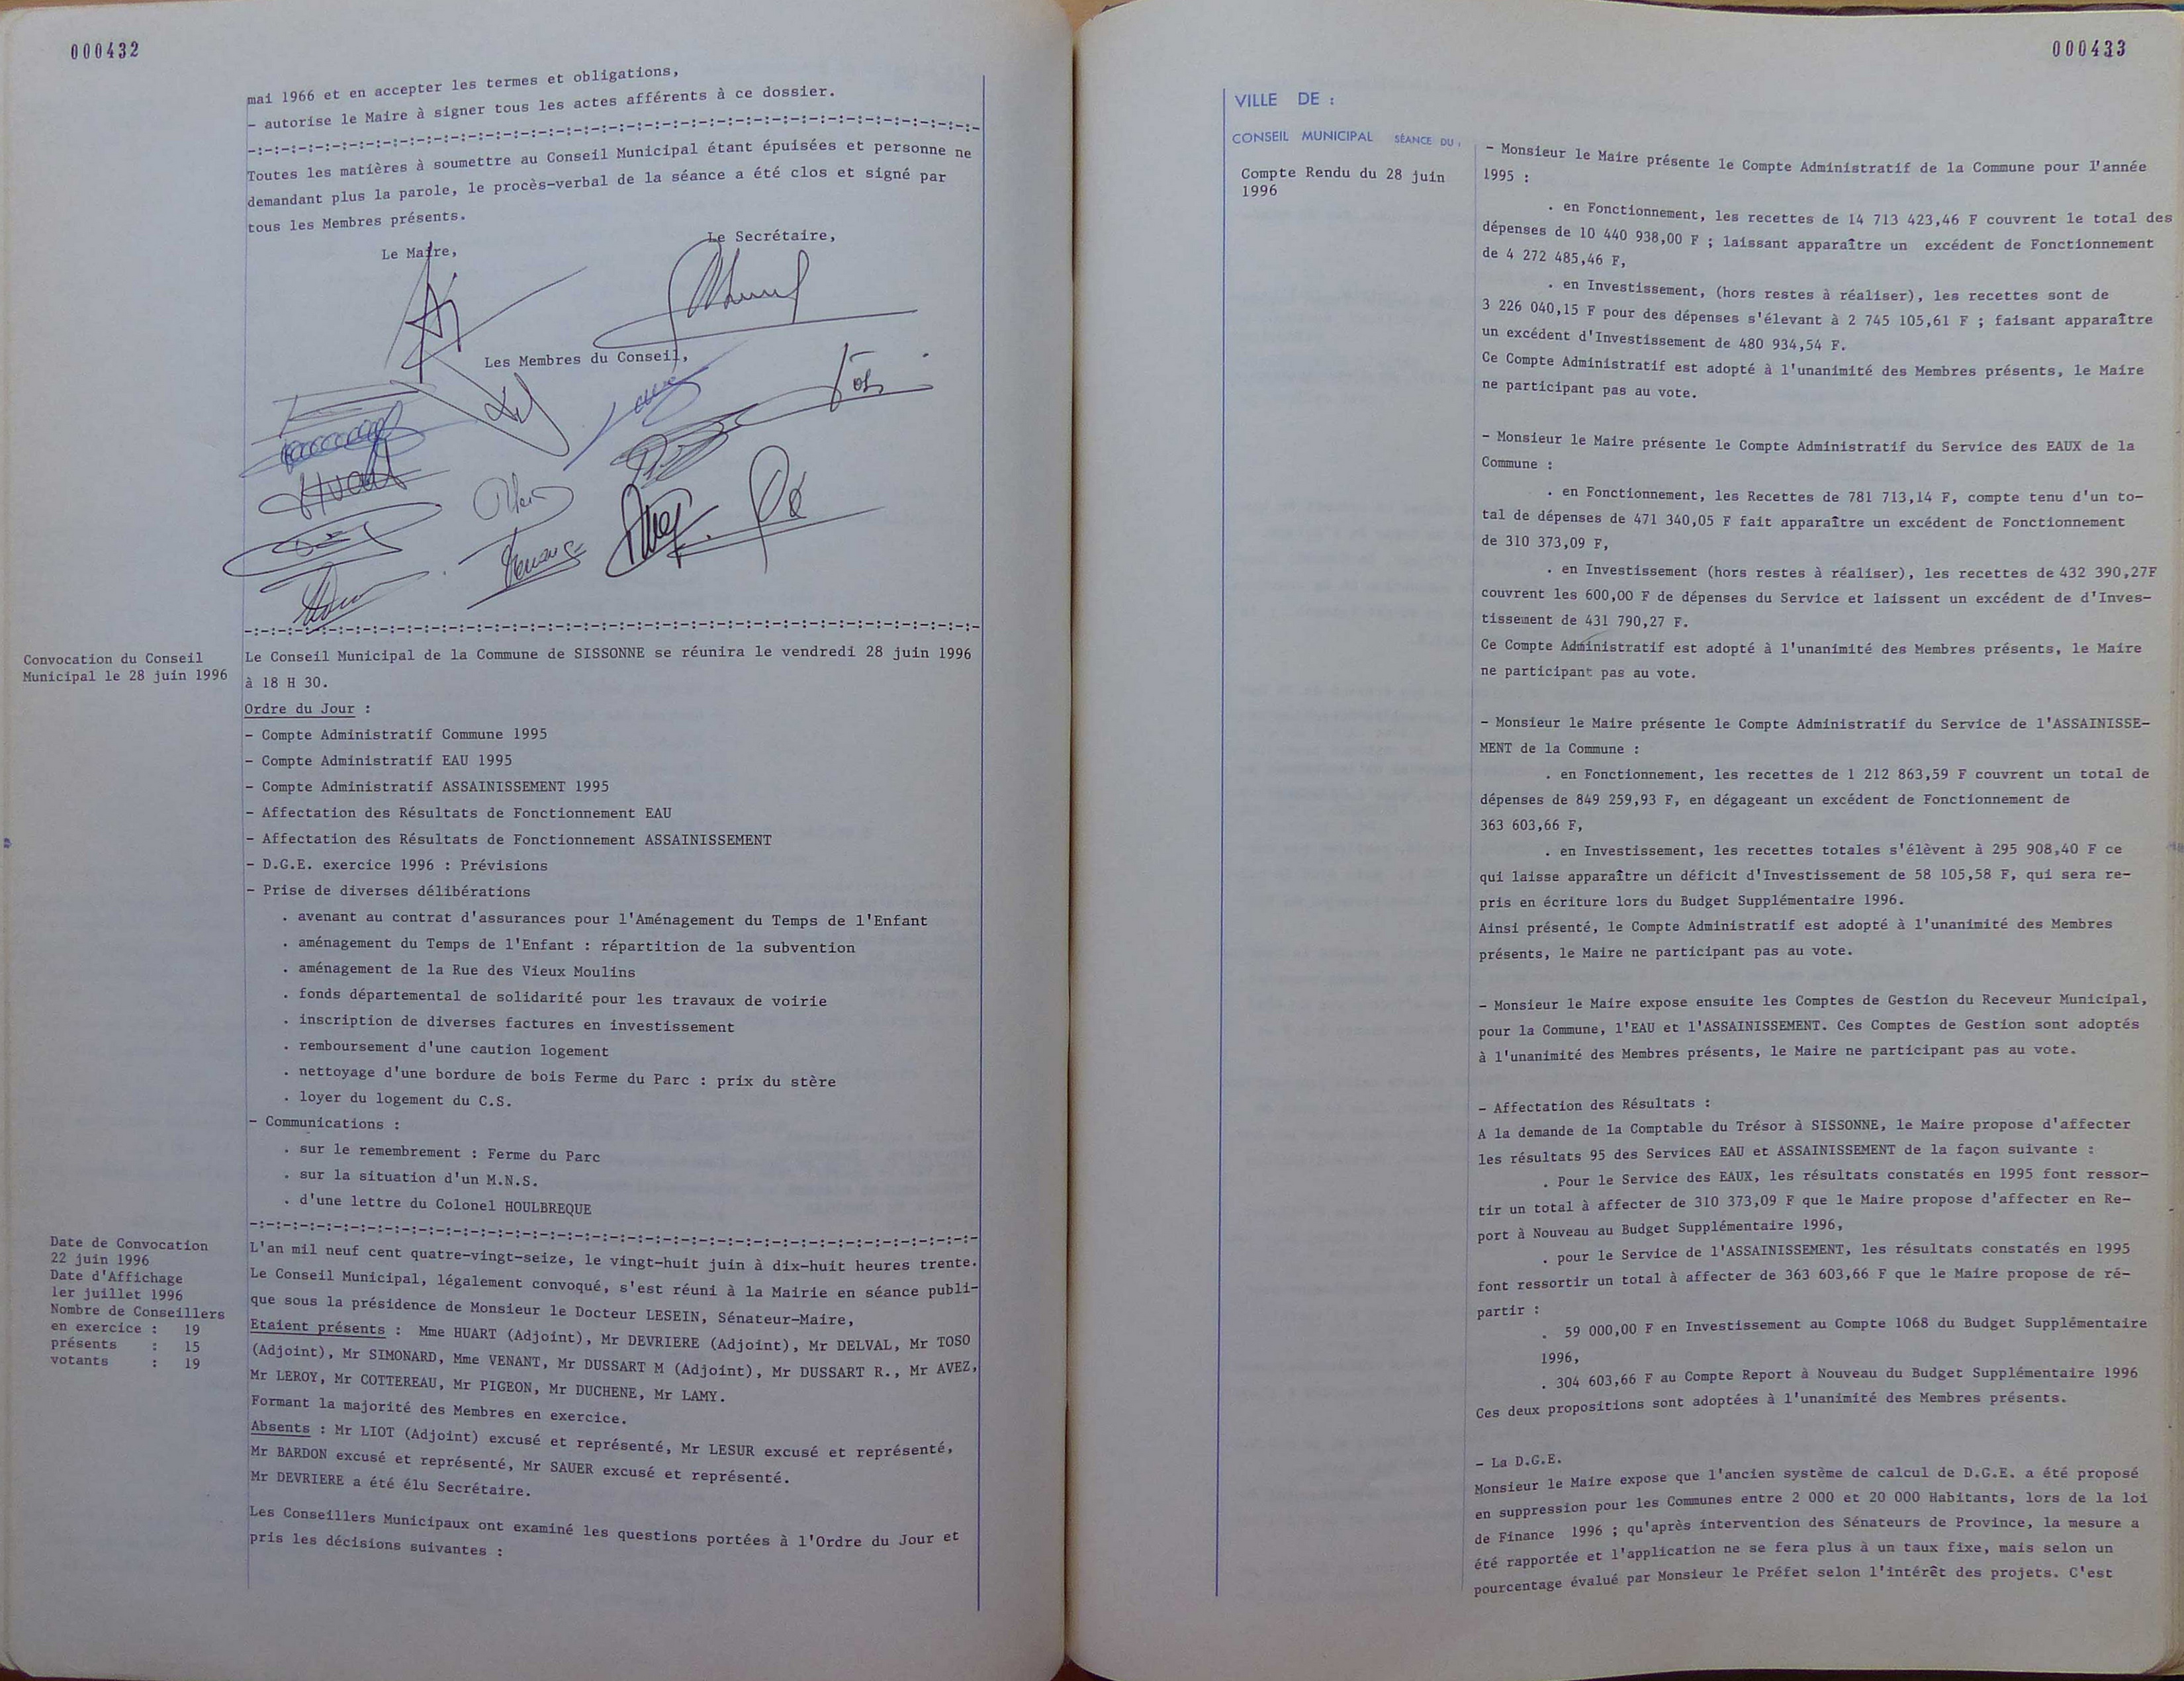 000432
mai 1966 et en accepter les termes et obligations,
- autorise le Maire à signer tous les actes afférents à ce dossier.
-:-:-:-:-:-:-:-:-:-:-:-:-:-:-:-:-:-:-:-:-:-:-:-:-:-:-:-:-:-:-:-:-:-:-
Toutes les matières à soumettre au Conseil Municipal étant épuisées et personne ne
demandant plus la parole, le procès-verbal de la séance a été clos et signé par
tous les Membres présents.
Le Maire,
Le Secrétaire,
Les Membres du Conseil,
-:-:-:-:-:-:-:-:-:-:-:-:-:-:-:-:-:-:-:-:-:-:-:-:-:-:-:-:-:-:-:-:-:-:-
Convocation du Conseil
Municipal le 28 juin 1996
Le Conseil Municipal de la Commune de SISSONNE se réunira le vendredi 28 juin 1996
à 18 H 30.
Ordre du Jour :
- Compte Administratif Commune 1995
- Compte Administratif EAU 1995
- Compte Administratif ASSAINISSEMENT 1995
- Affectation des Résultats de Fonctionnement EAU
- Affectation des Résultats de Fonctionnement ASSAINISSEMENT
- D.G.E. exercice 1996 : Prévisions
- Prise de diverses délibérations
. avenant au contrat d'assurances pour l'Aménagement du Temps de l'Enfant
. aménagement du Temps de l'Enfant : répartition de la subvention
. aménagement de la Rue des Vieux Moulins
. fonds départemental de solidarité pour les travaux de voirie
. inscription de diverses factures en investissement
. remboursement d'une caution logement
. nettoyage d'une bordure de bois Ferme du Parc : prix du stère
. loyer du logement du C.S.
- Communications :
. sur le remembrement : Ferme du Parc
. sur la situation d'un M.N.S.
. d'une lettre du Colonel HOULBREQUE
-:-:-:-:-:-:-:-:-:-:-:-:-:-:-:-:-:-:-:-:-:-:-:-:-:-:-:-:-:-:-:-:-:-:-
Date de Convocation
22 juin 1996
Date d'Affichage
1er juillet 1996
Nombre de Conseillers
en exercice : 19
présents : 15
votants : 19
L'an mil neuf cent quatre-vingt-seize, le vingt-huit juin à dix-huit heures trente.
Le Conseil Municipal, légalement convoqué, s'est réuni à la Mairie en séance publi-
que sous la présidence de Monsieur le Docteur LESEIN, Sénateur-Maire,
Etaient présents : Mme HUART (Adjoint), Mr DEVRIERE (Adjoint), Mr DELVAL, Mr TOSO
(Adjoint), Mr SIMONARD, Mme VENANT, Mr DUSSART M (Adjoint), Mr DUSSART R., Mr AVEZ,
Mr LEROY, Mr COTTEREAU, Mr PIGEON, Mr DUCHENE, Mr LAMY.
Formant la majorité des Membres en exercice.
Absents : Mr LIOT (Adjoint) excusé et représenté, Mr LESUR excusé et représenté,
Mr BARDON excusé et représenté, Mr SAUER excusé et représenté.
Mr DEVRIERE a été élu Secrétaire.
Les Conseillers Municipaux ont examiné les questions portées à l'Ordre du Jour et
pris les décisions suivantes :
000433
VILLE DE :
CONSEIL MUNICIPAL SÉANCE DU :
Compte Rendu du 28 juin
1996
- Monsieur le Maire présente le Compte Administratif de la Commune pour l'année
1995 :
. en Fonctionnement, les recettes de 14 713 423,46 F couvrent le total des
dépenses de 10 440 938,00 F ; laissant apparaître un excédent de Fonctionnement
de 4 272 485,46 F,
. en Investissement, (hors restes à réaliser), les recettes sont de
3 226 040,15 F pour des dépenses s'élevant à 2 745 105,61 F ; faisant apparaître
un excédent d'Investissement de 480 934,54 F.
Ce Compte Administratif est adopté à l'unanimité des Membres présents, le Maire
ne participant pas au vote.
- Monsieur le Maire présente le Compte Administratif du Service des EAUX de la
Commune :
. en Fonctionnement, les Recettes de 781 713,14 F, compte tenu d'un to-
tal de dépenses de 471 340,05 F fait apparaître un excédent de Fonctionnement
de 310 373,09 F,
. en Investissement (hors restes à réaliser), les recettes de 432 390,27F
couvrent les 600,00 F de dépenses du Service et laissent un excédent de d'Inves-
tissement de 431 790,27 F.
Ce Compte Administratif est adopté à l'unanimité des Membres présents, le Maire
ne participant pas au vote.
- Monsieur le Maire présente le Compte Administratif du Service de l'ASSAINISSE-
MENT de la Commune :
. en Fonctionnement, les recettes de 1 212 863,59 F couvrent un total de
dépenses de 849 259,93 F, en dégageant un excédent de Fonctionnement de
363 603,66 F,
. en Investissement, les recettes totales s'élèvent à 295 908,40 F ce
qui laisse apparaître un déficit d'Investissement de 58 105,58 F, qui sera re-
pris en écriture lors du Budget Supplémentaire 1996.
Ainsi présenté, le Compte Administratif est adopté à l'unanimité des Membres
présents, le Maire ne participant pas au vote.
- Monsieur le Maire expose ensuite les Comptes de Gestion du Receveur Municipal,
pour la Commune, l'EAU et l'ASSAINISSEMENT. Ces Comptes de Gestion sont adoptés
à l'unanimité des Membres présents, le Maire ne participant pas au vote.
- Affectation des Résultats :
A la demande de la Comptable du Trésor à SISSONNE, le Maire propose d'affecter
les résultats 95 des Services EAU et ASSAINISSEMENT de la façon suivante :
. Pour le Service des EAUX, les résultats constatés en 1995 font ressor-
tir un total à affecter de 310 373,09 F que le Maire propose d'affecter en Re-
port à Nouveau au Budget Supplémentaire 1996,
. pour le Service de l'ASSAINISSEMENT, les résultats constatés en 1995
font ressortir un total à affecter de 363 603,66 F que le Maire propose de ré-
partir :
. 59 000,00 F en Investissement au Compte 1068 du Budget Supplémentaire
1996,
. 304 603,66 F au Compte Report à Nouveau du Budget Supplémentaire 1996
Ces deux propositions sont adoptées à l'unanimité des Membres présents.
- La D.G.E.
Monsieur le Maire expose que l'ancien système de calcul de D.G.E. a été proposé
en suppression pour les Communes entre 2 000 et 20 000 Habitants, lors de la loi
de Finance 1996 ; qu'après intervention des Sénateurs de Province, la mesure a
été rapportée et l'application ne se fera plus à un taux fixe, mais selon un
pourcentage évalué par Monsieur le Préfet selon l'intérêt des projets. C'est